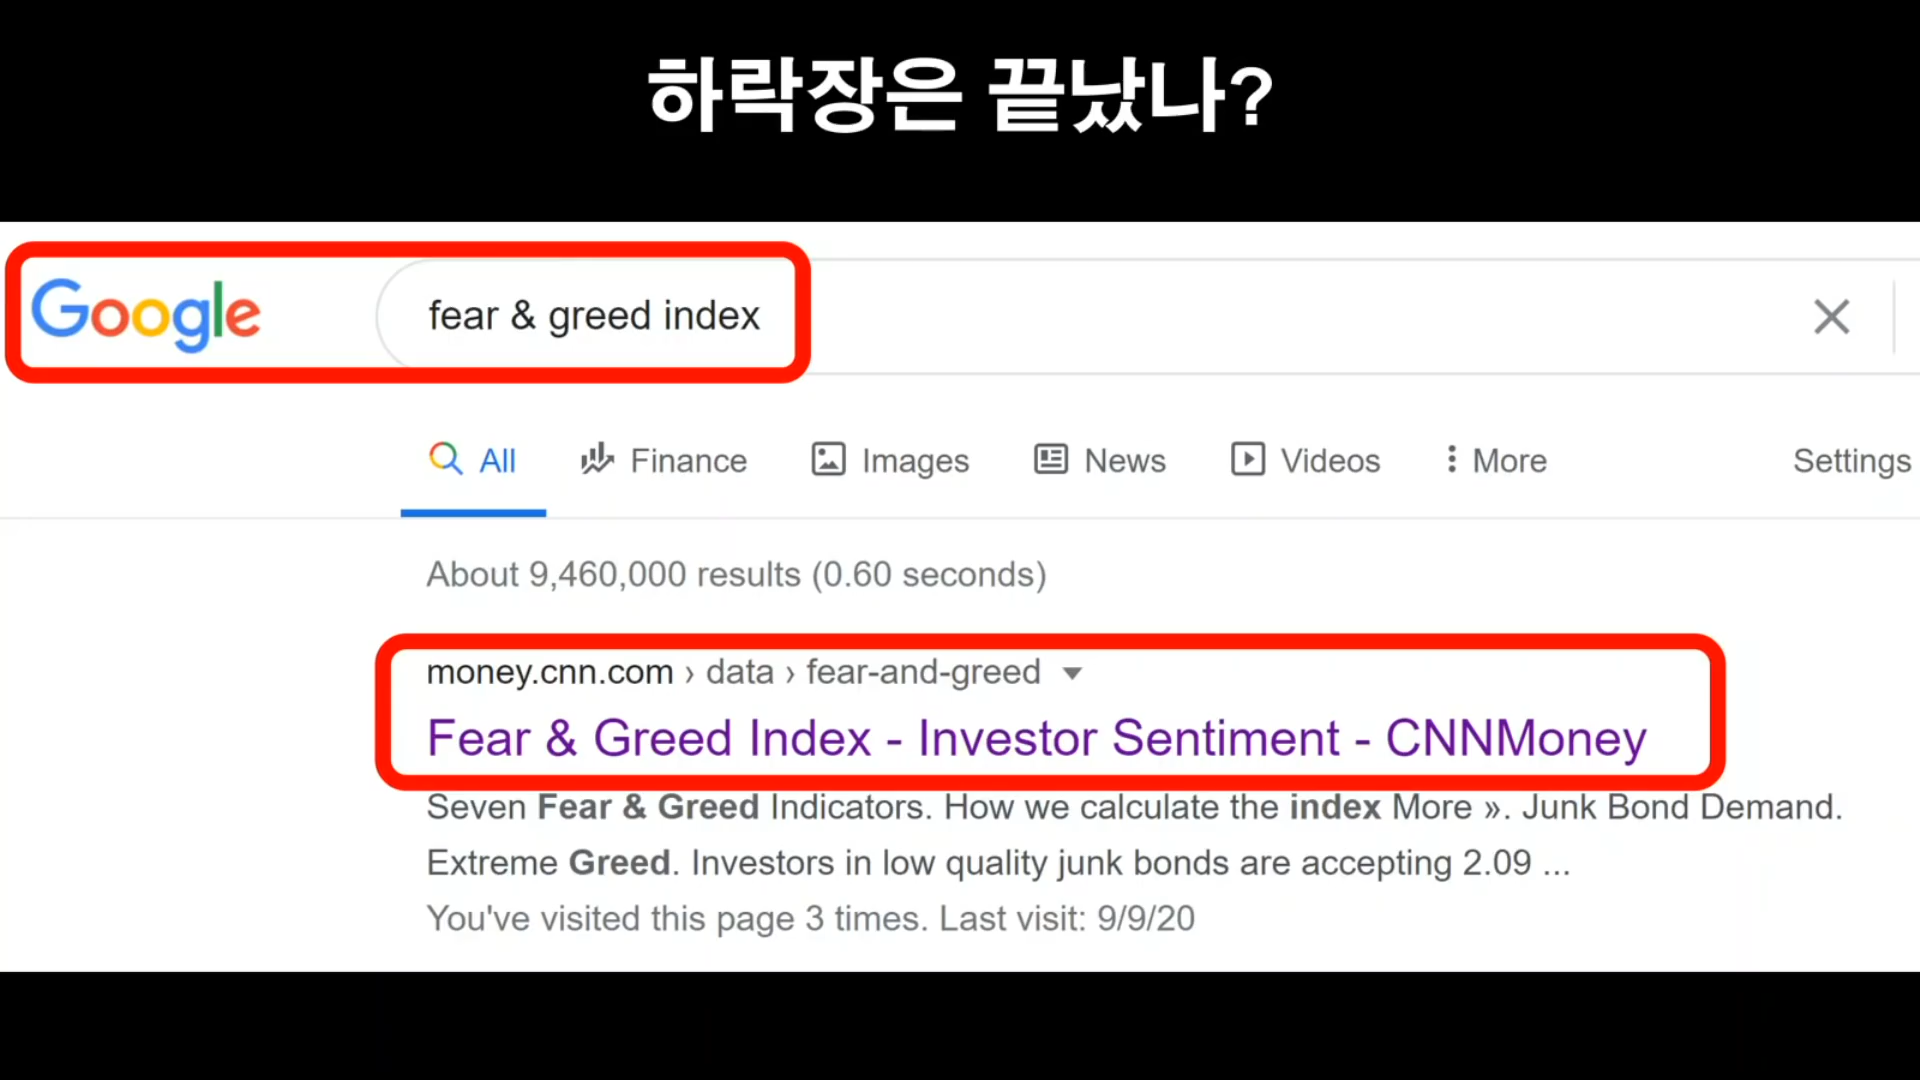 하락장은 끝났나?
Google fear & greed index
All Finance Images News Videos More Settings
About 9,460,000 results (0.60 seconds)
money.cnn.com › data › fear-and-greed
Fear & Greed Index - Investor Sentiment - CNNMoney
Seven Fear & Greed Indicators. How we calculate the index More ». Junk Bond Demand.
Extreme Greed. Investors in low quality junk bonds are accepting 2.09 ...
You've visited this page 3 times. Last visit: 9/9/20